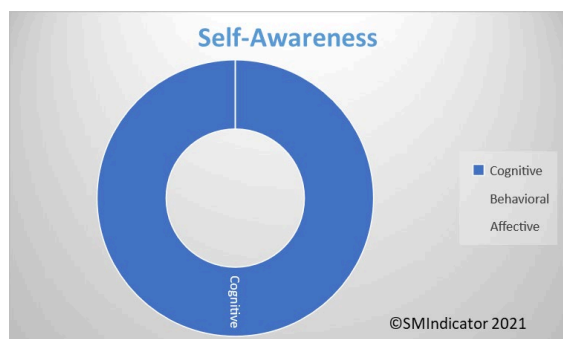 Self-Awareness
Cognitive
Behavioral
Affective
Cognitive
©SMIndicator 2021